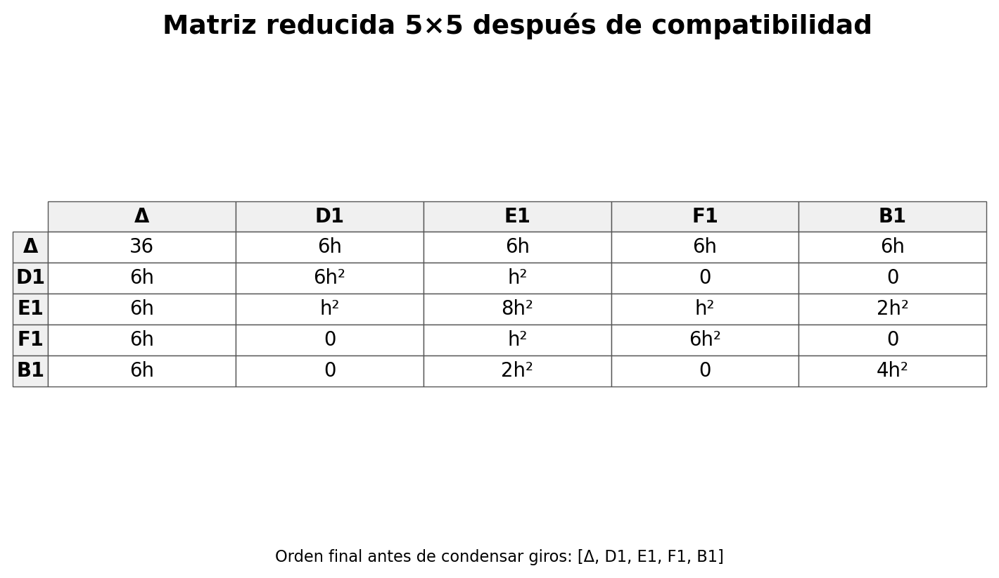 Matriz reducida 5×5 después de compatibilidad
Δ D1 E1 F1 B1
Δ 36 6h 6h 6h 6h
D1 6h 6h² h² 0 0
E1 6h h² 8h² h² 2h²
F1 6h 0 h² 6h² 0
B1 6h 0 2h² 0 4h²
Orden final antes de condensar giros: [Δ, D1, E1, F1, B1]